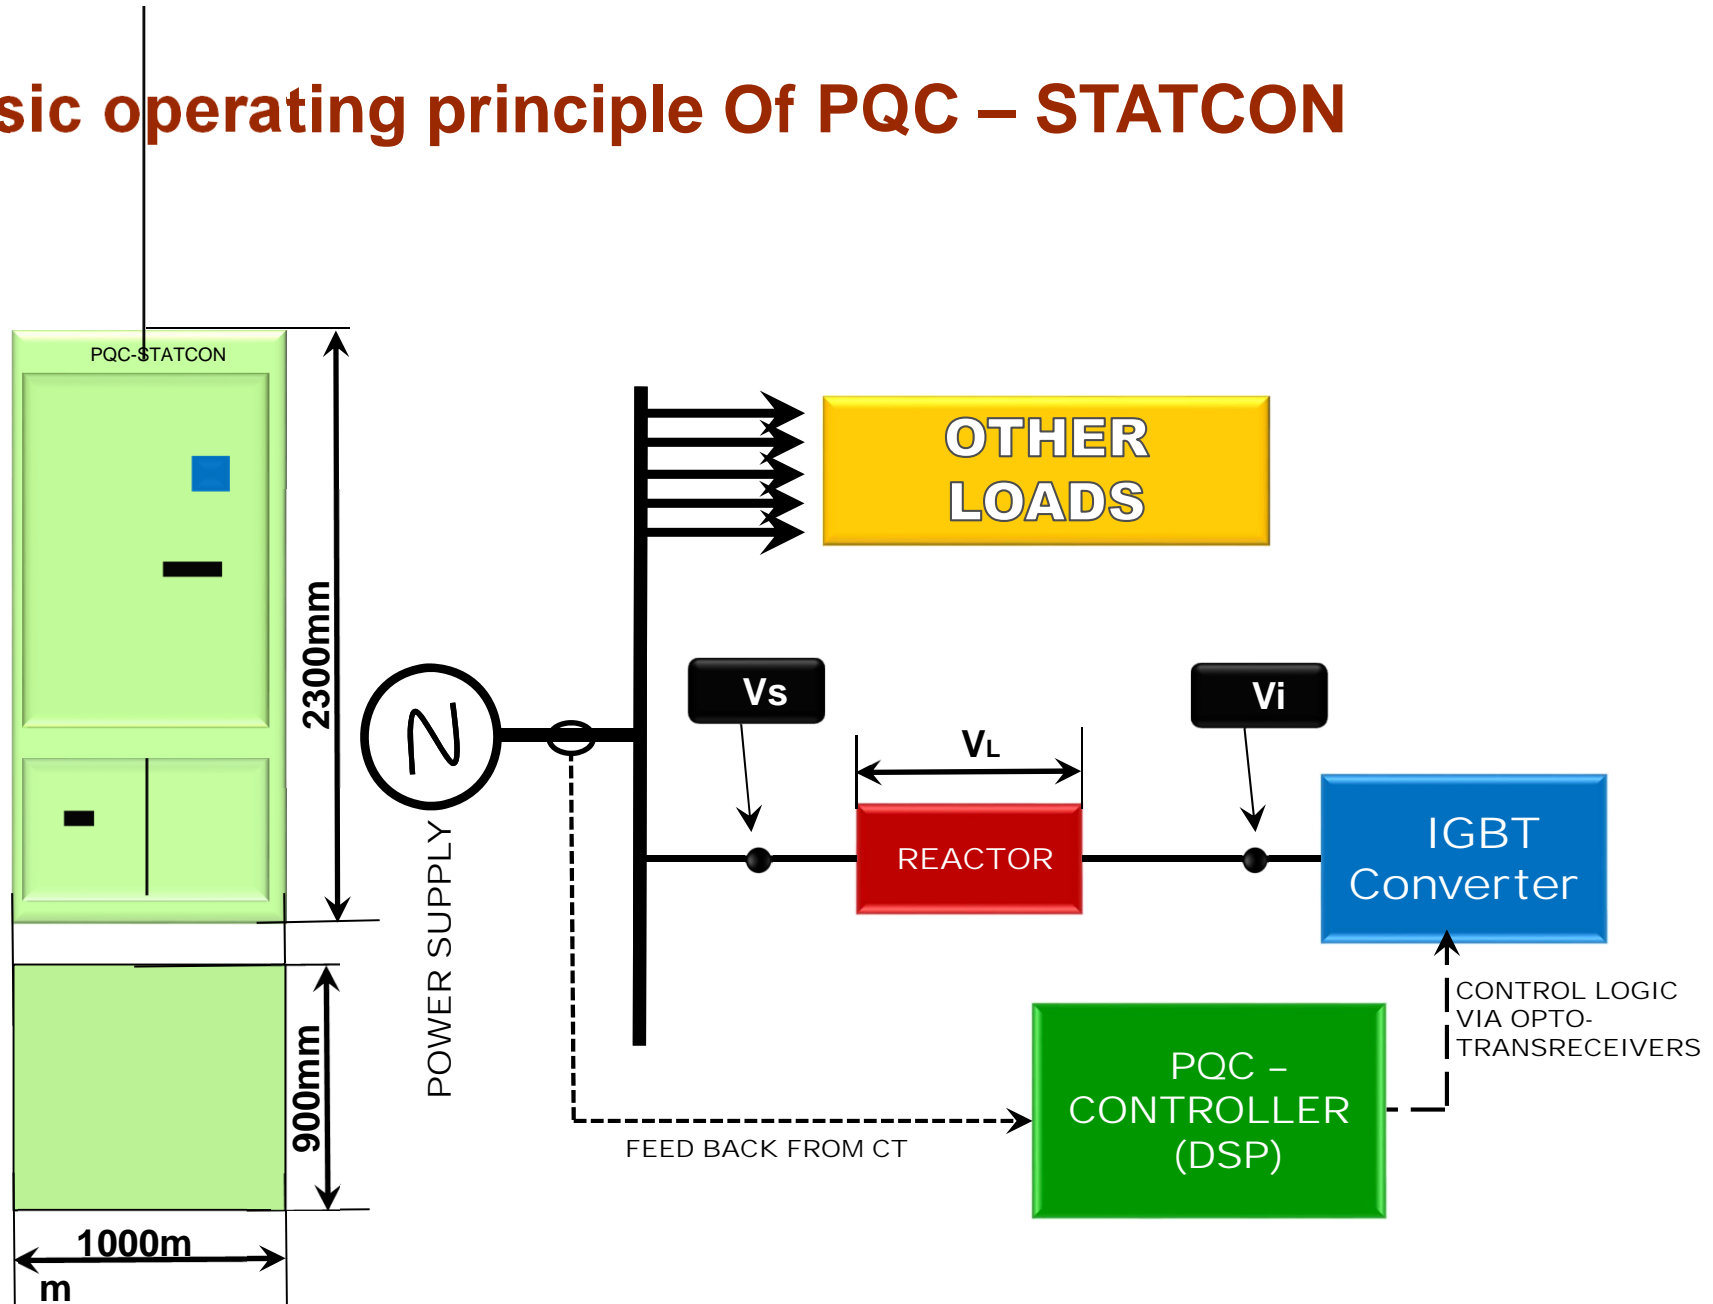 sic operating principle Of PQC – STATCON
PQC-STATCON
2300mm
900mm
1000m
m
POWER SUPPLY
OTHER
LOADS
Vs
VL
Vi
REACTOR
IGBT
Converter
CONTROL LOGIC
VIA OPTO-
TRANSRECEIVERS
PQC –
CONTROLLER
(DSP)
FEED BACK FROM CT